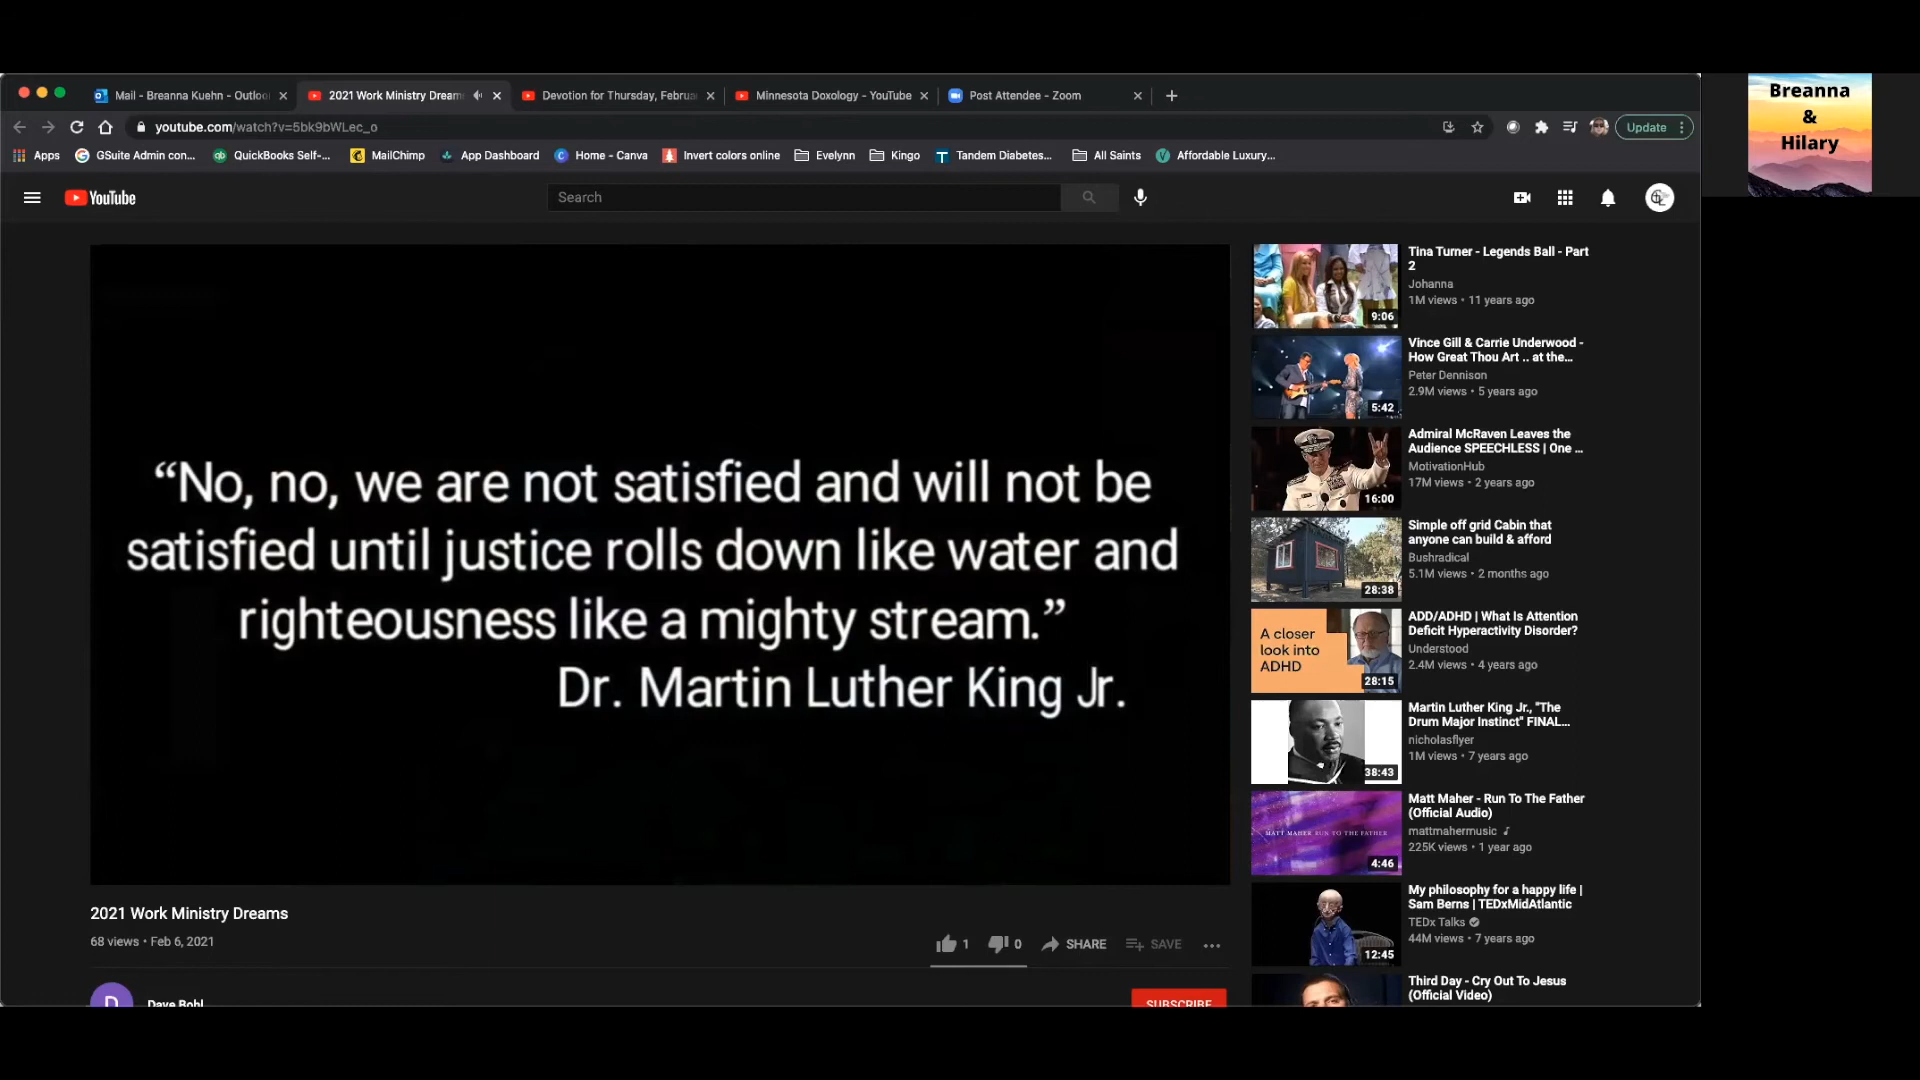 Mail - Breanna Kuehn - Outloo
2021 Work Ministry Dream
Devotion for Thursday, Februa
Minnesota Doxology - YouTube
Post Attendee - Zoom
youtube.com/watch?v=5bk9bWLec_o
Update
Apps
GSuite Admin con...
QuickBooks Self-...
MailChimp
App Dashboard
Home - Canva
Invert colors online
Evelynn
Kingo
Tandem Diabetes...
All Saints
Affordable Luxury...
Breanna
&
Hilary
YouTube
Search
“No, no, we are not satisfied and will not be
satisfied until justice rolls down like water and
righteousness like a mighty stream.”
Dr. Martin Luther King Jr.
2021 Work Ministry Dreams
68 views • Feb 6, 2021
1
0
SHARE
SAVE
D
Dave Bohl
SUBSCRIBE
Tina Turner - Legends Ball - Part
2
Johanna
1M views • 11 years ago
9:06
Vince Gill & Carrie Underwood -
How Great Thou Art .. at the...
Peter Dennison
2.9M views • 5 years ago
5:42
Admiral McRaven Leaves the
Audience SPEECHLESS | One ...
MotivationHub
17M views • 2 years ago
16:00
Simple off grid Cabin that
anyone can build & afford
Bushradical
5.1M views • 2 months ago
28:38
A closer
look into
ADHD
ADD/ADHD | What Is Attention
Deficit Hyperactivity Disorder?
Understood
2.4M views • 4 years ago
28:15
Martin Luther King Jr., "The
Drum Major Instinct" FINAL...
nicholasflyer
1M views • 7 years ago
38:43
MATT MAHER RUN TO THE FATHER
Matt Maher - Run To The Father
(Official Audio)
mattmahermusic
225K views • 1 year ago
4:46
My philosophy for a happy life |
Sam Berns | TEDxMidAtlantic
TEDx Talks
44M views • 7 years ago
12:45
Third Day - Cry Out To Jesus
(Official Video)